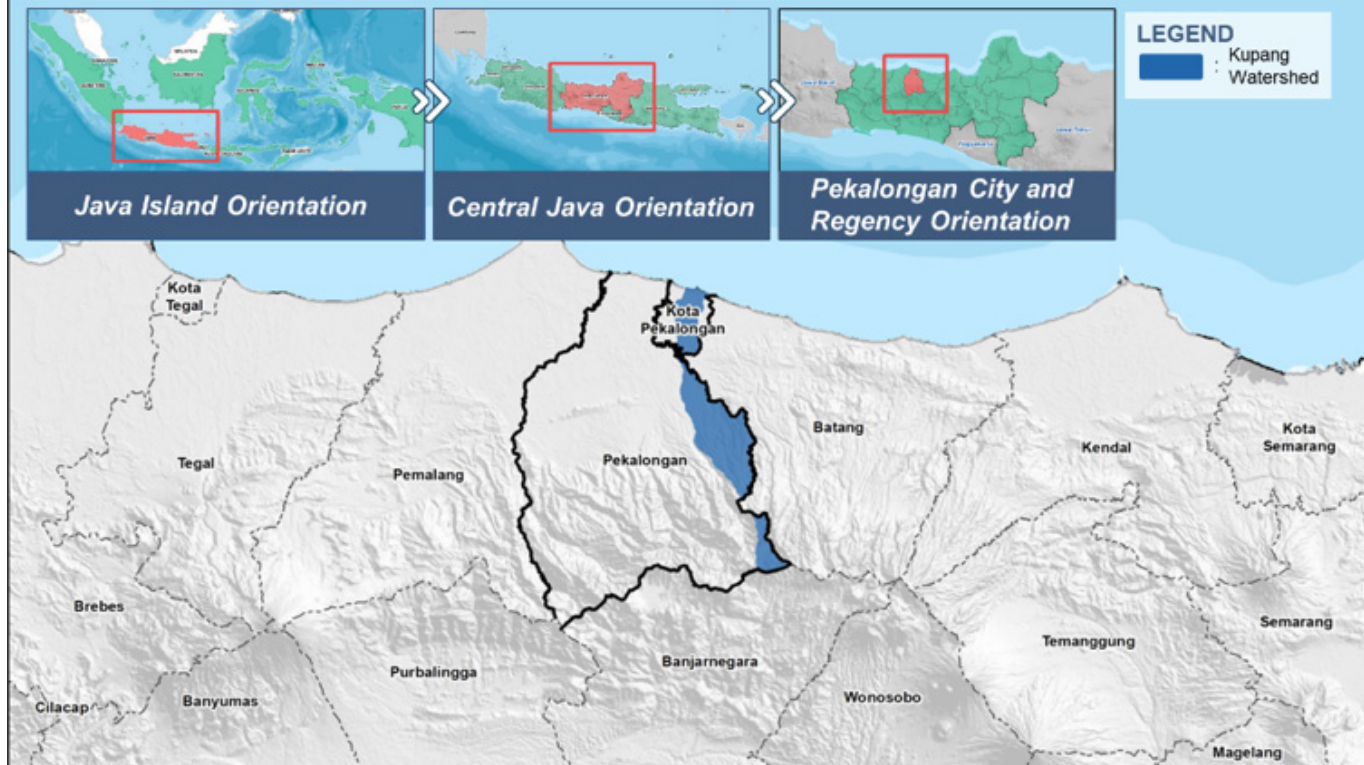 Java Island Orientation
Central Java Orientation
Pekalongan City and
Regency Orientation
LEGEND
: Kupang
Watershed
Kota
Tegal
Kota
Pekalongan
Tegal
Pemalang
Pekalongan
Batang
Kendal
Kota
Semarang
Brebes
Purbalingga
Banjarnegara
Temanggung
Semarang
Cilacap
Banyumas
Wonosobo
Magelang